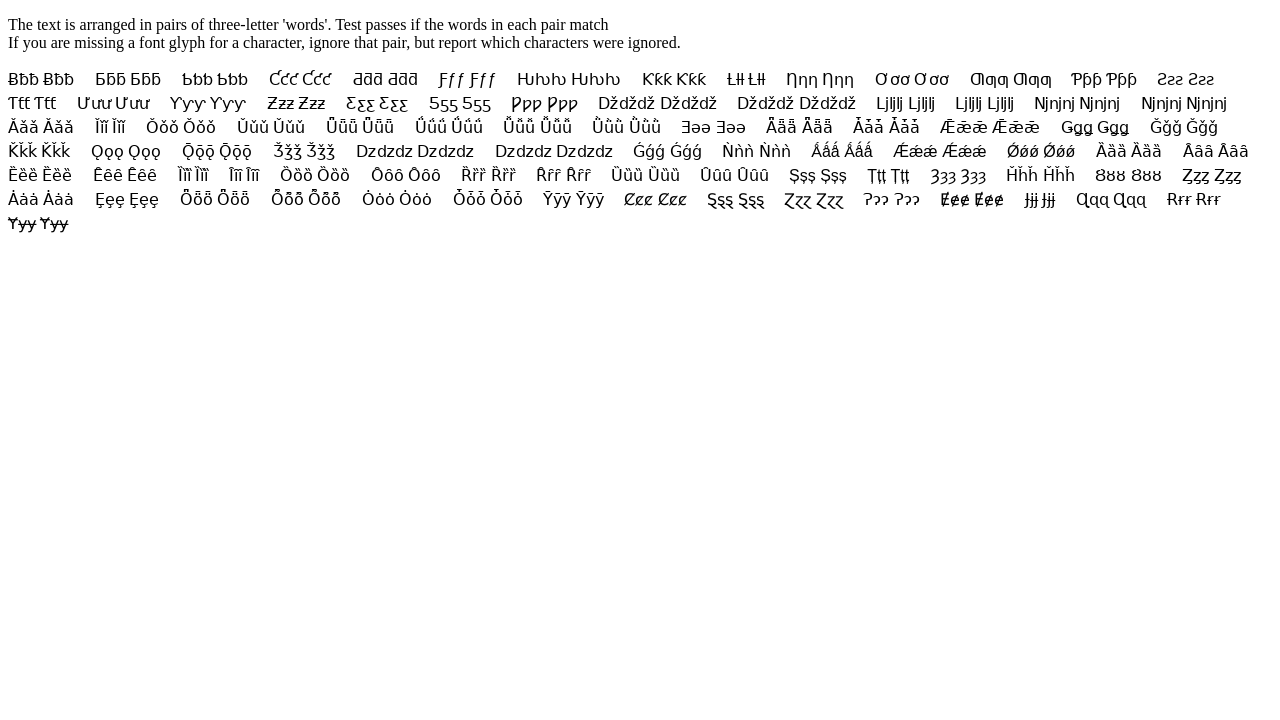 The text is arranged in pairs of three-letter 'words'. Test passes if the words in each pair match
If you are missing a font glyph for a character, ignore that pair, but report which characters were ignored.
Ƀƀƀ Ƀƀƀ Ƃƃƃ Ƃƃƃ Ƅƅƅ Ƅƅƅ Ƈƈƈ Ƈƈƈ Ƌƌƌ Ƌƌƌ Ƒƒƒ Ƒƒƒ Ƕƕƕ Ƕƕƕ Ƙƙƙ Ƙƙƙ Ƚƚƚ Ƚƚƚ Ƞƞƞ Ƞƞƞ Ơơơ Ơơơ Ƣƣƣ Ƣƣƣ Ƥƥƥ Ƥƥƥ Ƨƨƨ Ƨƨƨ
Ƭƭƭ Ƭƭƭ Ưưư Ưưư Ƴƴƴ Ƴƴƴ Ƶƶƶ Ƶƶƶ Ƹƹƹ Ƹƹƹ Ƽƽƽ Ƽƽƽ Ƿƿƿ Ƿƿƿ ǅǆǆ ǅǆǆ ǅǆǆ ǅǆǆ ǈǉǉ ǈǉǉ ǈǉǉ ǈǉǉ ǋǌǌ ǋǌǌ ǋǌǌ ǋǌǌ
Ǎǎǎ Ǎǎǎ Ǐǐǐ Ǐǐǐ Ǒǒǒ Ǒǒǒ Ǔǔǔ Ǔǔǔ Ǖǖǖ Ǖǖǖ Ǘǘǘ Ǘǘǘ Ǚǚǚ Ǚǚǚ Ǜǜǜ Ǜǜǜ Ǝǝǝ Ǝǝǝ Ǟǟǟ Ǟǟǟ Ǡǡǡ Ǡǡǡ Ǣǣǣ Ǣǣǣ Ǥǥǥ Ǥǥǥ Ǧǧǧ Ǧǧǧ
Ǩǩǩ Ǩǩǩ Ǫǫǫ Ǫǫǫ Ǭǭǭ Ǭǭǭ Ǯǯǯ Ǯǯǯ ǲǳǳ ǲǳǳ ǲǳǳ ǲǳǳ Ǵǵǵ Ǵǵǵ Ǹǹǹ Ǹǹǹ Ǻǻǻ Ǻǻǻ Ǽǽǽ Ǽǽǽ Ǿǿǿ Ǿǿǿ Ȁȁȁ Ȁȁȁ Ȃȃȃ Ȃȃȃ
Ȅȅȅ Ȅȅȅ Ȇȇȇ Ȇȇȇ Ȉȉȉ Ȉȉȉ Ȋȋȋ Ȋȋȋ Ȍȍȍ Ȍȍȍ Ȏȏȏ Ȏȏȏ Ȑȑȑ Ȑȑȑ Ȓȓȓ Ȓȓȓ Ȕȕȕ Ȕȕȕ Ȗȗȗ Ȗȗȗ Șșș Șșș Țțț Țțț Ȝȝȝ Ȝȝȝ Ȟȟȟ Ȟȟȟ Ȣȣȣ Ȣȣȣ Ȥȥȥ Ȥȥȥ
Ȧȧȧ Ȧȧȧ Ȩȩȩ Ȩȩȩ Ȫȫȫ Ȫȫȫ Ȭȭȭ Ȭȭȭ Ȯȯȯ Ȯȯȯ Ȱȱȱ Ȱȱȱ Ȳȳȳ Ȳȳȳ Ȼȼȼ Ȼȼȼ Ȿȿȿ Ȿȿȿ Ɀɀɀ Ɀɀɀ Ɂɂɂ Ɂɂɂ Ɇɇɇ Ɇɇɇ Ɉɉɉ Ɉɉɉ Ɋɋɋ Ɋɋɋ Ɍɍɍ Ɍɍɍ
Ɏɏɏ Ɏɏɏ